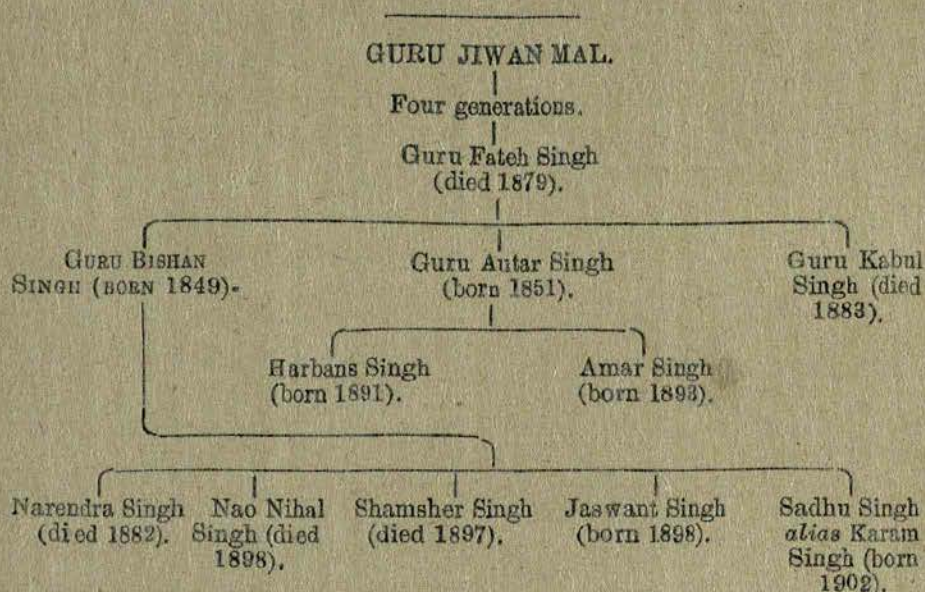 GURU JIWAN MAL.
Four generations.
Guru Fateh Singh
(died 1879).
GURU BISHAN
SINGH (BORN 1849).
Guru Autar Singh
(born 1851).
Guru Kabul
Singh (died
1883).
Harbans Singh
(born 1891).
Amar Singh
(born 1893).
Narendra Singh
(died 1882).
Nao Nihal
Singh (died
1898).
Shamsher Singh
(died 1897).
Jaswant Singh
(born 1898).
Sadhu Singh
alias Karam
Singh (born
1902).